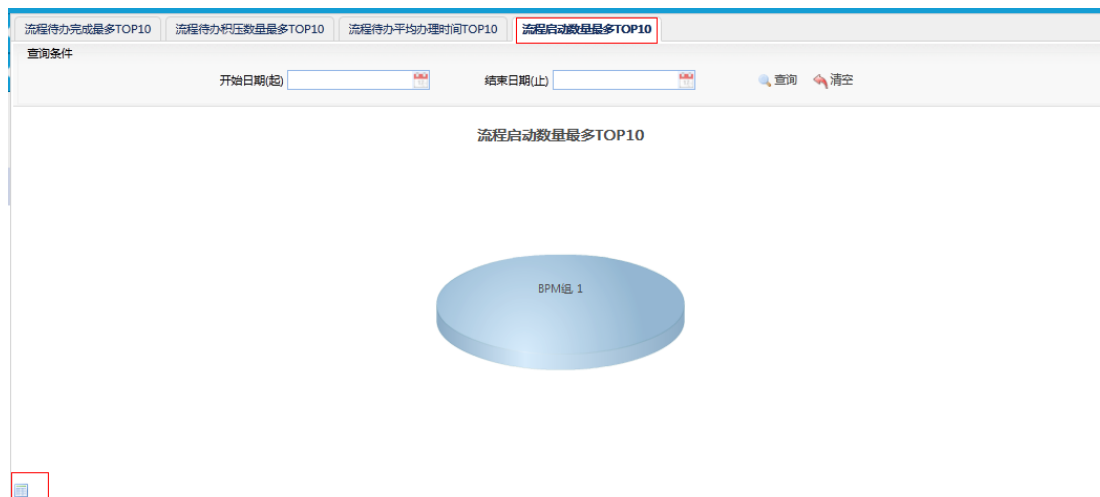 流程待办完成最多TOP10 流程待办积压数量最多TOP10 流程待办平均办理时间TOP10 流程启动数量最多TOP10
查询条件
开始日期(起) 结束日期(止) 查询 清空
流程启动数量最多TOP10
BPM组, 1